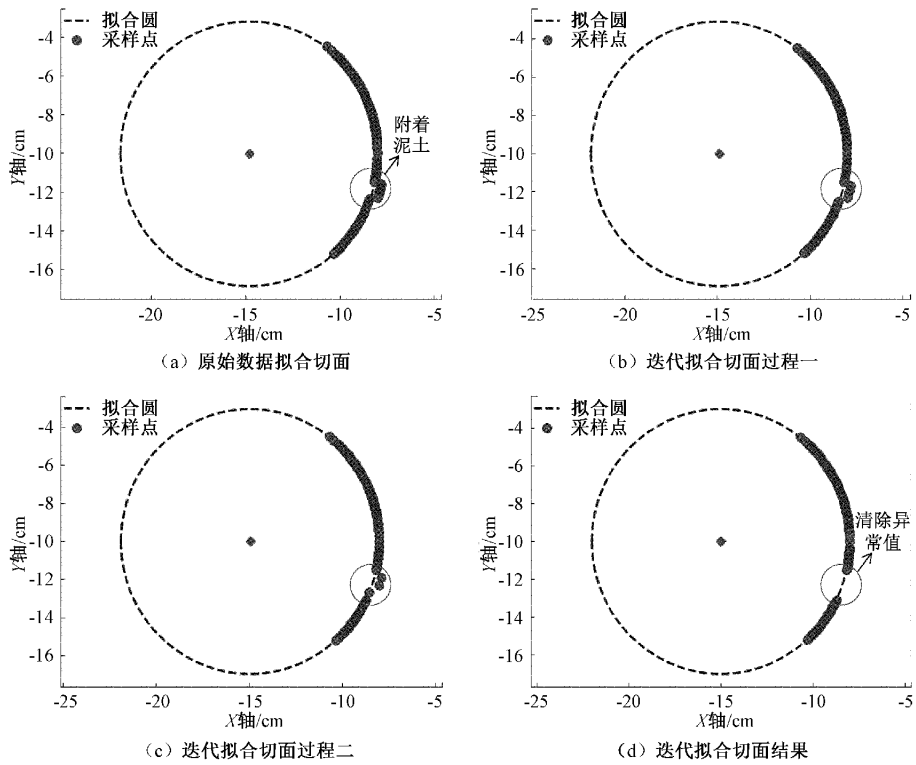 拟合圆
采样点
-4
-6
-8
-10
-12
-14
-16
Y轴/cm
附着
泥土
-20
-15
-10
-5
X轴/cm
（a）原始数据拟合切面
拟合圆
采样点
-4
-6
-8
-10
-12
-14
-16
Y轴/cm
-25
-20
-15
-10
-5
X轴/cm
（b）迭代拟合切面过程一
拟合圆
采样点
-4
-6
-8
-10
-12
-14
-16
Y轴/cm
-25
-20
-15
-10
-5
X轴/cm
（c）迭代拟合切面过程二
拟合圆
采样点
-4
-6
-8
-10
-12
-14
-16
Y轴/cm
清除异
常值
-25
-20
-15
-10
-5
X轴/cm
（d）迭代拟合切面结果